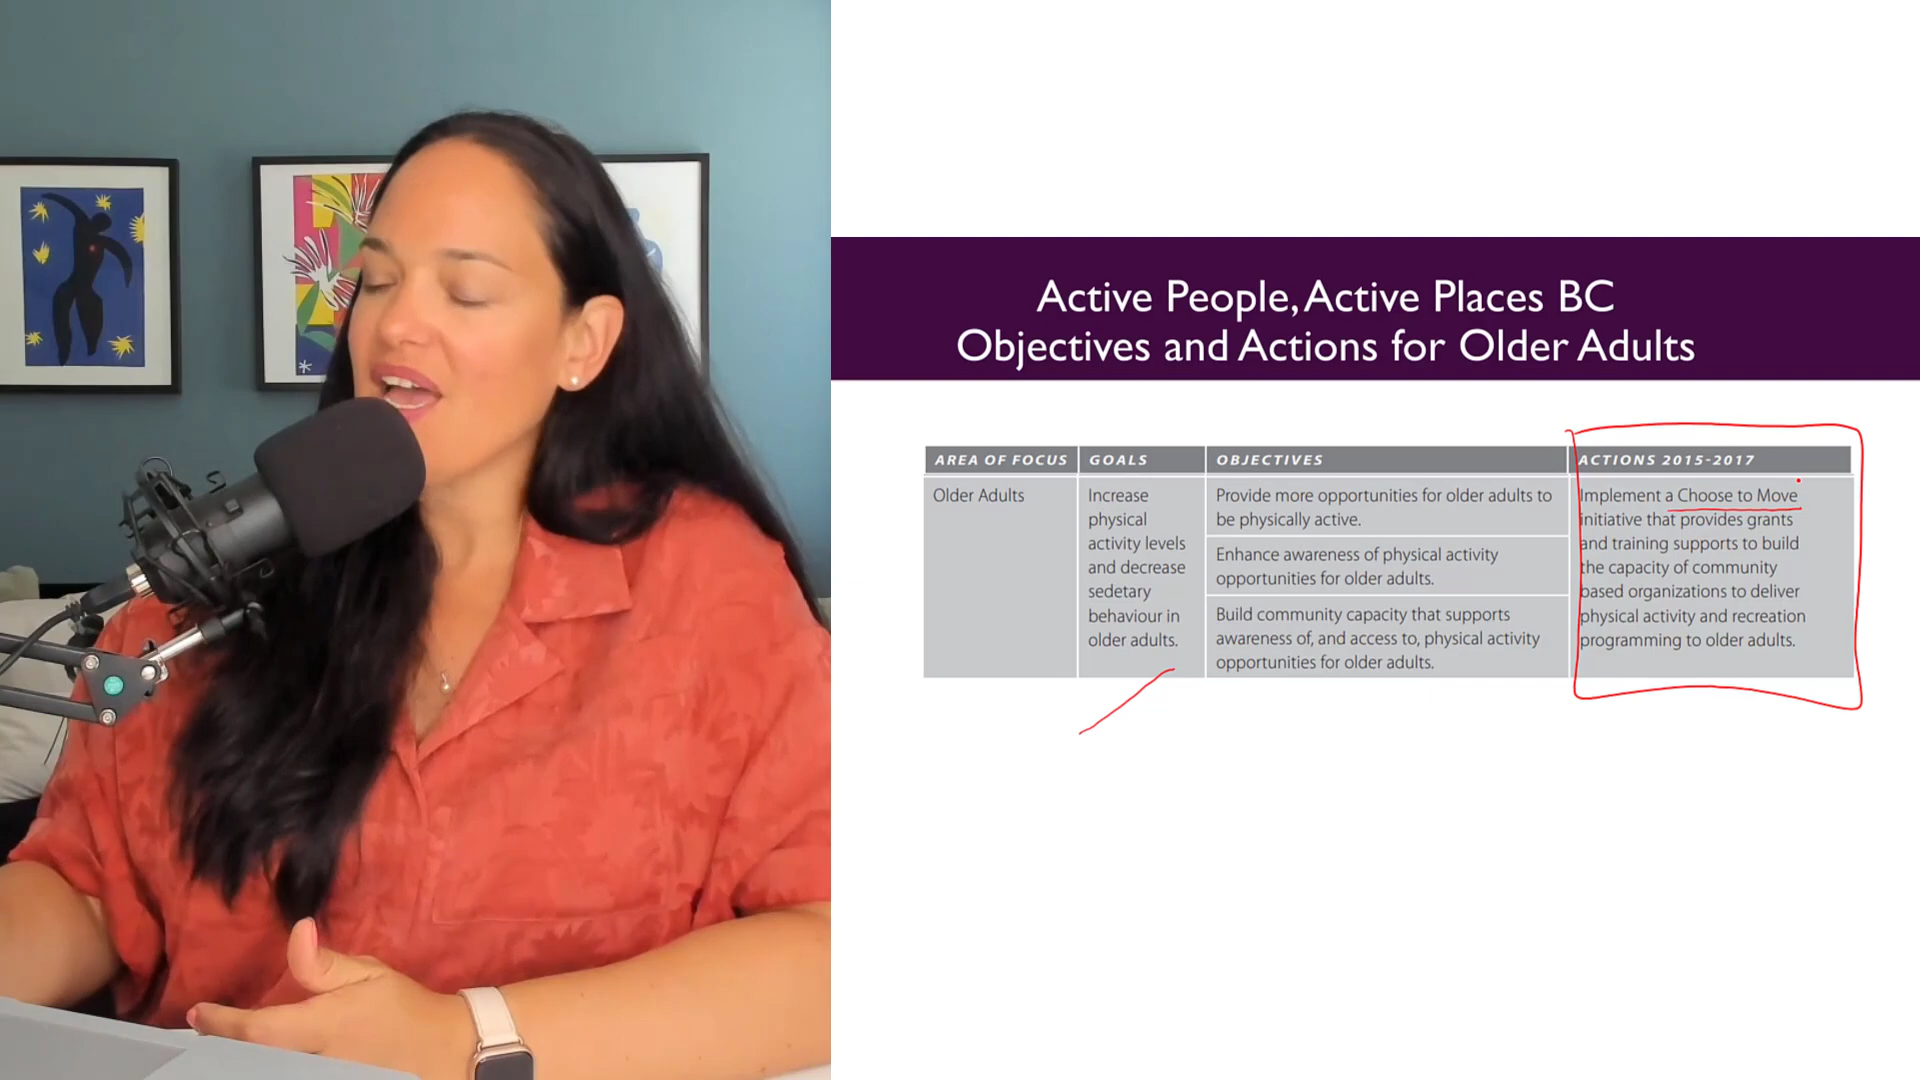 Active People, Active Places BC
Objectives and Actions for Older Adults
AREA OF FOCUS
GOALS
OBJECTIVES
ACTIONS 2015-2017
Older Adults
Increase
physical
activity levels
and decrease
sedetary
behaviour in
older adults.
Provide more opportunities for older adults to
be physically active.
Enhance awareness of physical activity
opportunities for older adults.
Build community capacity that supports
awareness of, and access to, physical activity
opportunities for older adults.
Implement a Choose to Move
initiative that provides grants
and training supports to build
the capacity of community
based organizations to deliver
physical activity and recreation
programming to older adults.